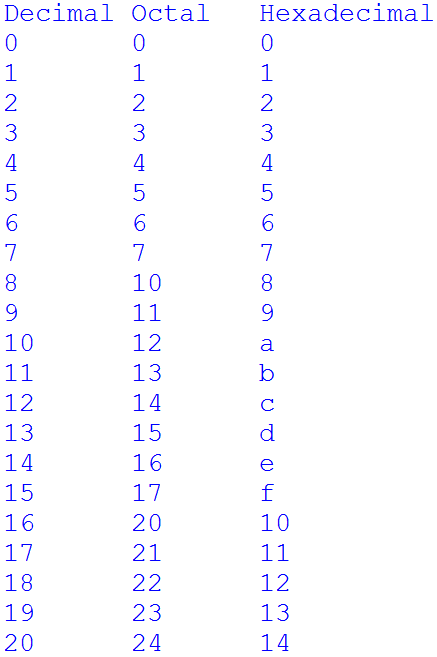 Decimal Octal Hexadecimal
0 0 0
1 1 1
2 2 2
3 3 3
4 4 4
5 5 5
6 6 6
7 7 7
8 10 8
9 11 9
10 12 a
11 13 b
12 14 c
13 15 d
14 16 e
15 17 f
16 20 10
17 21 11
18 22 12
19 23 13
20 24 14